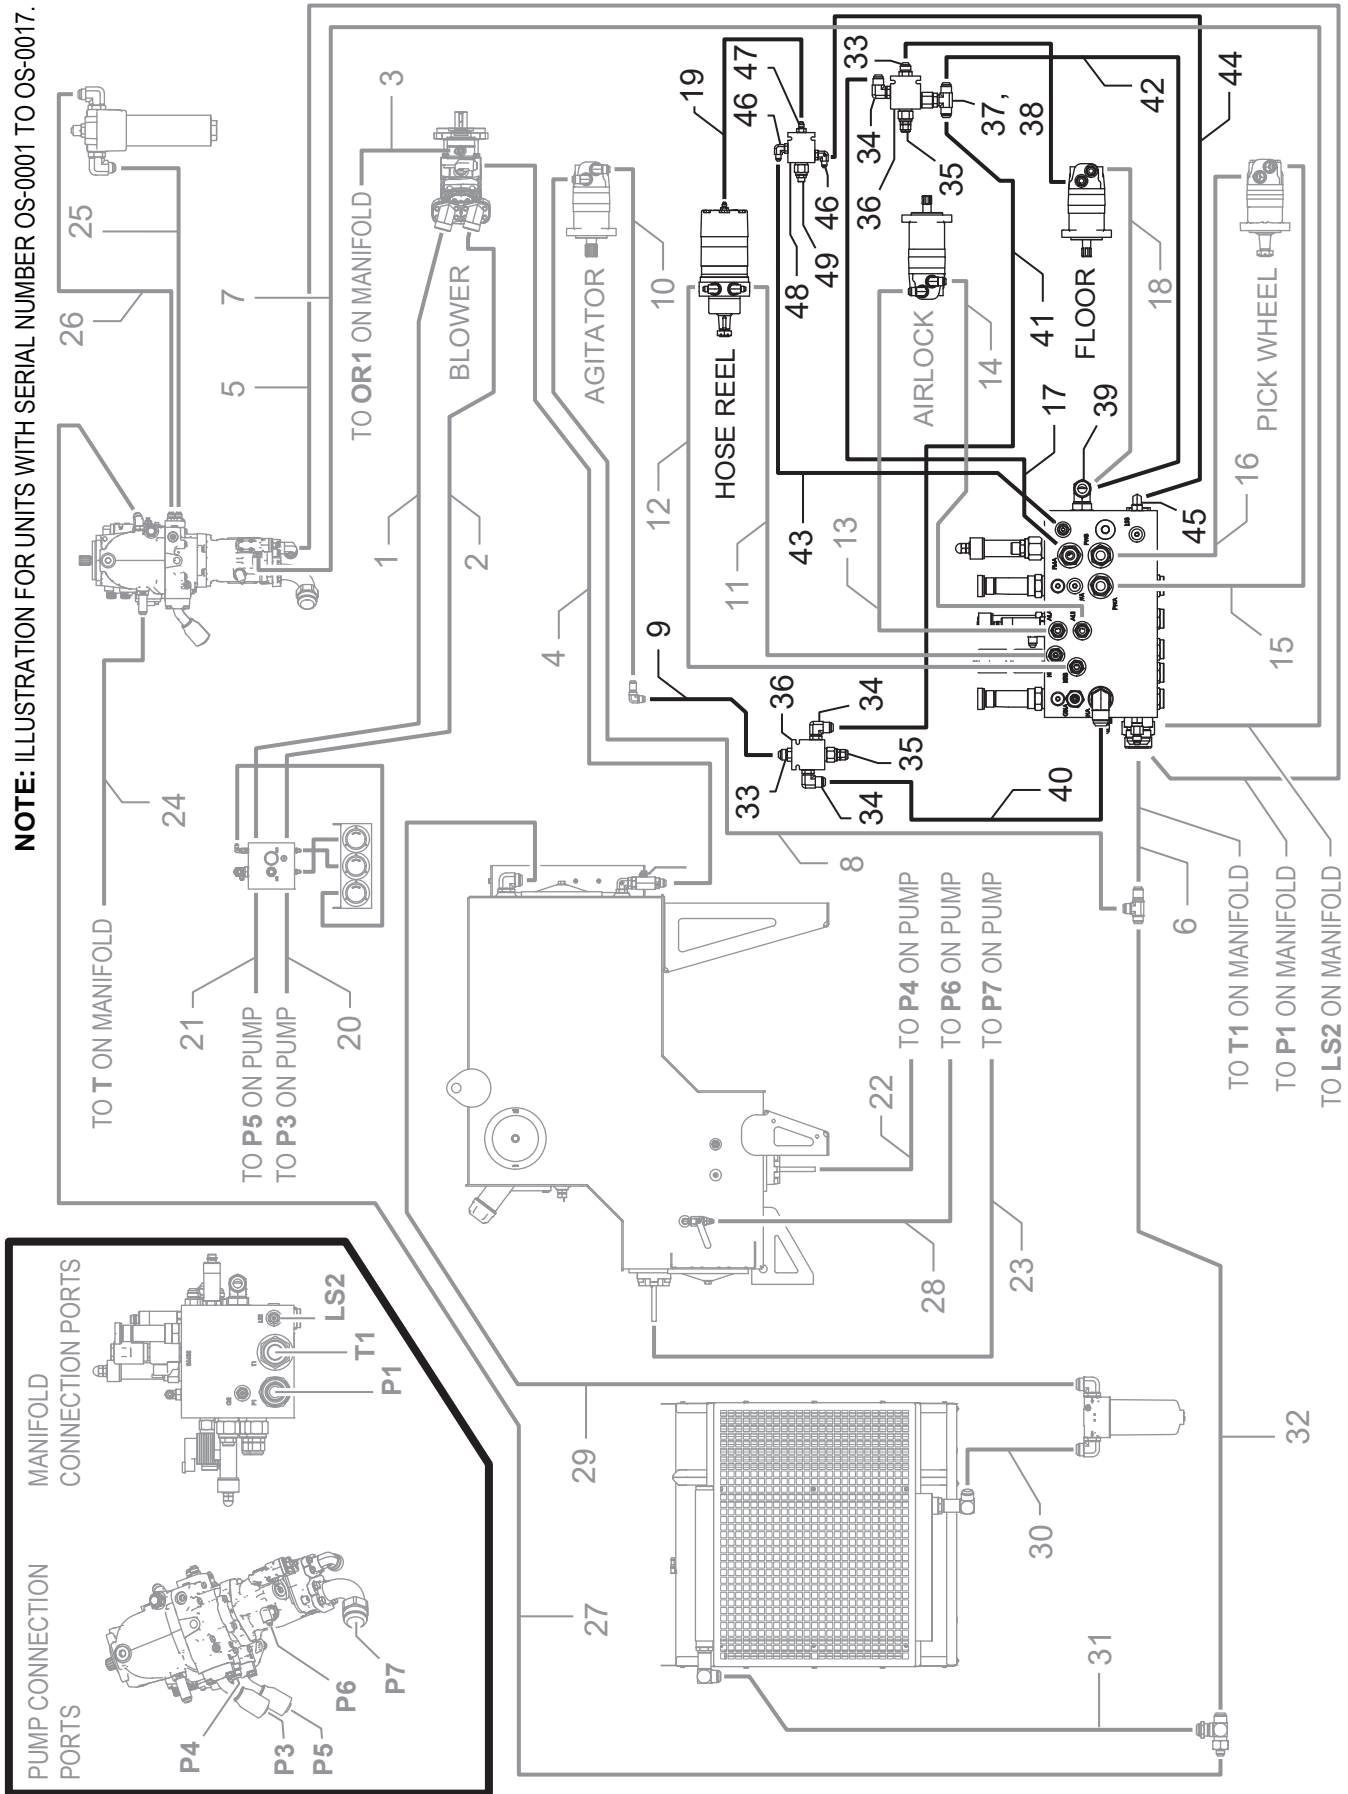 NOTE: ILLUSTRATION FOR UNITS WITH SERIAL NUMBER OS-0001 TO OS-0017.
PUMP CONNECTION
PORTS
P4
P3
P5
P6
P7
MANIFOLD
CONNECTION PORTS
LS2
T1
P1
LS2
T1
P1
G2
TO T ON MANIFOLD
24
26
25
5
7
3
TO OR1 ON MANIFOLD
BLOWER
1
2
21
TO P5 ON PUMP
TO P3 ON PUMP
20
4
AGITATOR
10
8
9
12
11
HOSE REEL
19
46
47
48
49
46
43
13
AIRLOCK
14
33
34
36
35
37,
38
42
44
41
FLOOR
18
17
39
PICK WHEEL
16
45
15
33
36
34
35
34
40
6
TO T1 ON MANIFOLD
TO P1 ON MANIFOLD
TO LS2 ON MANIFOLD
22
TO P4 ON PUMP
TO P6 ON PUMP
TO P7 ON PUMP
28
23
29
27
30
31
32